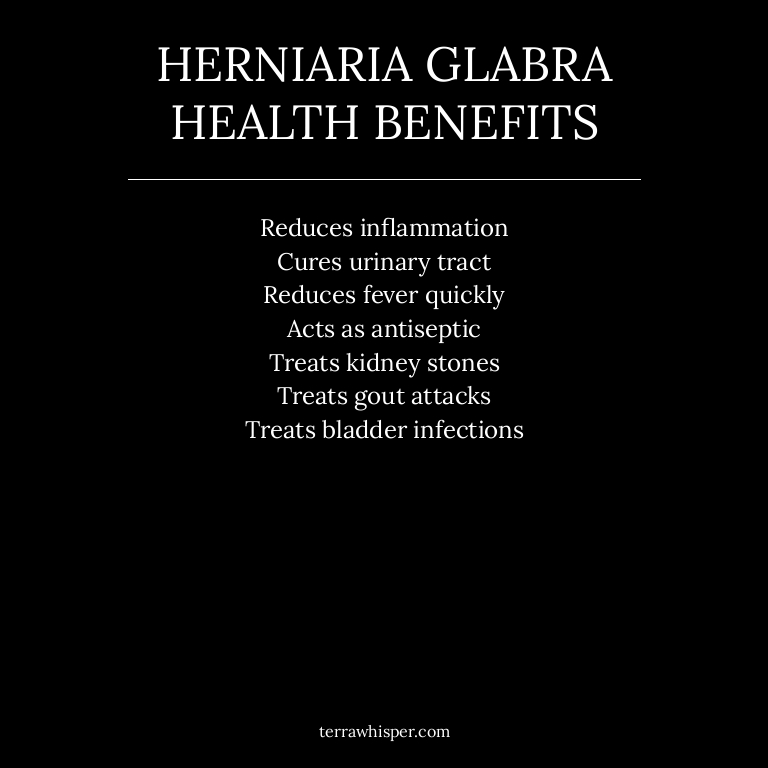 HERNIARIA GLABRA
HEALTH BENEFITS
Reduces inflammation
Cures urinary tract
Reduces fever quickly
Acts as antiseptic
Treats kidney stones
Treats gout attacks
Treats bladder infections
terrawhisper.com